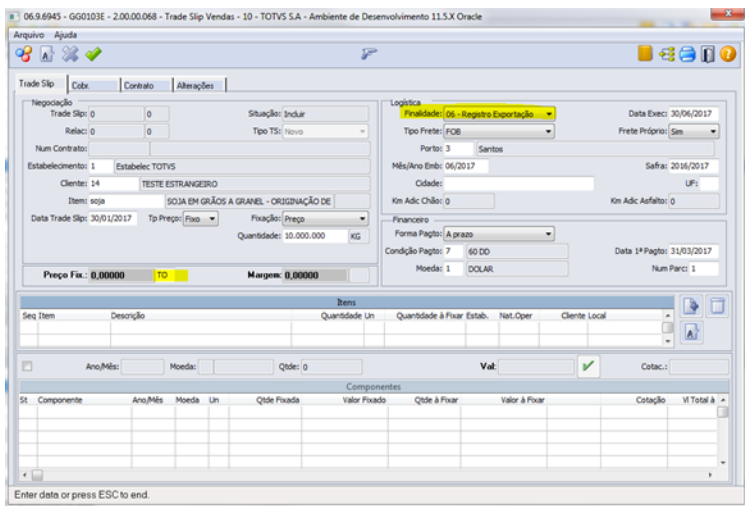 06.9.6945 - GG0103E - 2.00.00.068 - Trade Slip Vendas - 10 - TOTVS S.A - Ambiente de Desenvolvimento 11.5.X Oracle
Arquivo Ajuda
Trade Slip Cobr. Contrato Alterações
Negociação
Trade Slip: 0 0 Situação: Incluir
Relac: 0 0 Tipo TS: Novo
Num Contrato:
Estabelecimento: 1 Estabelec TOTVS
Cliente: 14 TESTE ESTRANGEIRO
Item: soja SOJA EM GRÃOS A GRANEL - ORIGINAÇÃO DE
Data Trade Slip: 30/01/2017 Tp Preço: Fixo Fixação: Preço
Quantidade: 10.000.000 KG
Preço Fix.: 0,00000 TO Margem: 0,00000
Logística
Finalidade: 06 - Registro Exportação Data Exec: 30/06/2017
Tipo Frete: FOB Frete Próprio: Sim
Porto: 3 Santos
Mês/Ano Emb: 06/2017 Safra: 2016/2017
Cidade: UF:
Km Adic Chão: 0 Km Adic Asfalto: 0
Financeiro
Forma Pagto: A prazo
Condição Pagto: 7 60 DD Data 1ª Pagto: 31/03/2017
Moeda: 1 DOLAR Num Parc: 1
Itens
Seq Item Descrição Quantidade Un Quantidade à Fixar Estab. Nat.Oper Cliente Local
Ano/Mês: Moeda: Qtde: 0 Val: Cotac.:
Componentes
St Componente Ano/Mês Moeda Un Qtde Fixada Valor Fixado Qtde à Fixar Valor à Fixar Cotação Vl Total à
Enter data or press ESC to end.